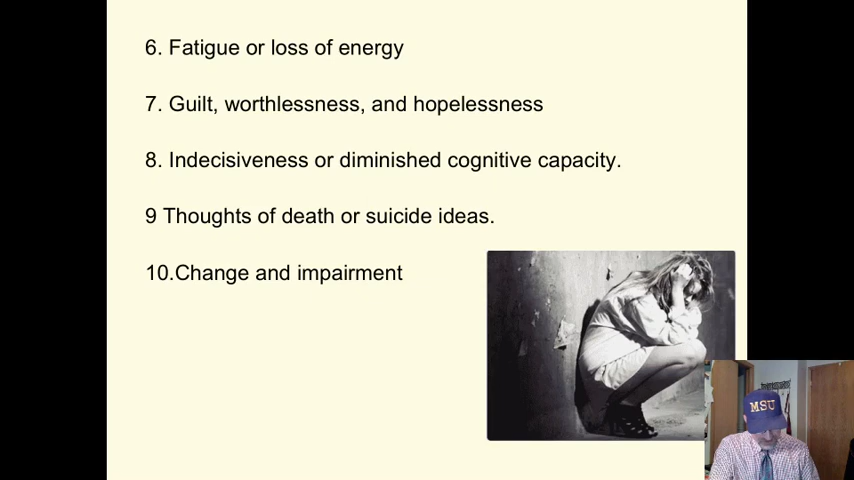 6. Fatigue or loss of energy
7. Guilt, worthlessness, and hopelessness
8. Indecisiveness or diminished cognitive capacity.
9 Thoughts of death or suicide ideas.
10.Change and impairment
MSU